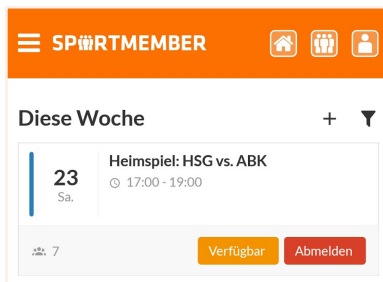 SPORTMEMBER
Diese Woche
23
Sa.
Heimspiel: HSG vs. ABK
17:00 - 19:00
7
Verfügbar
Abmelden